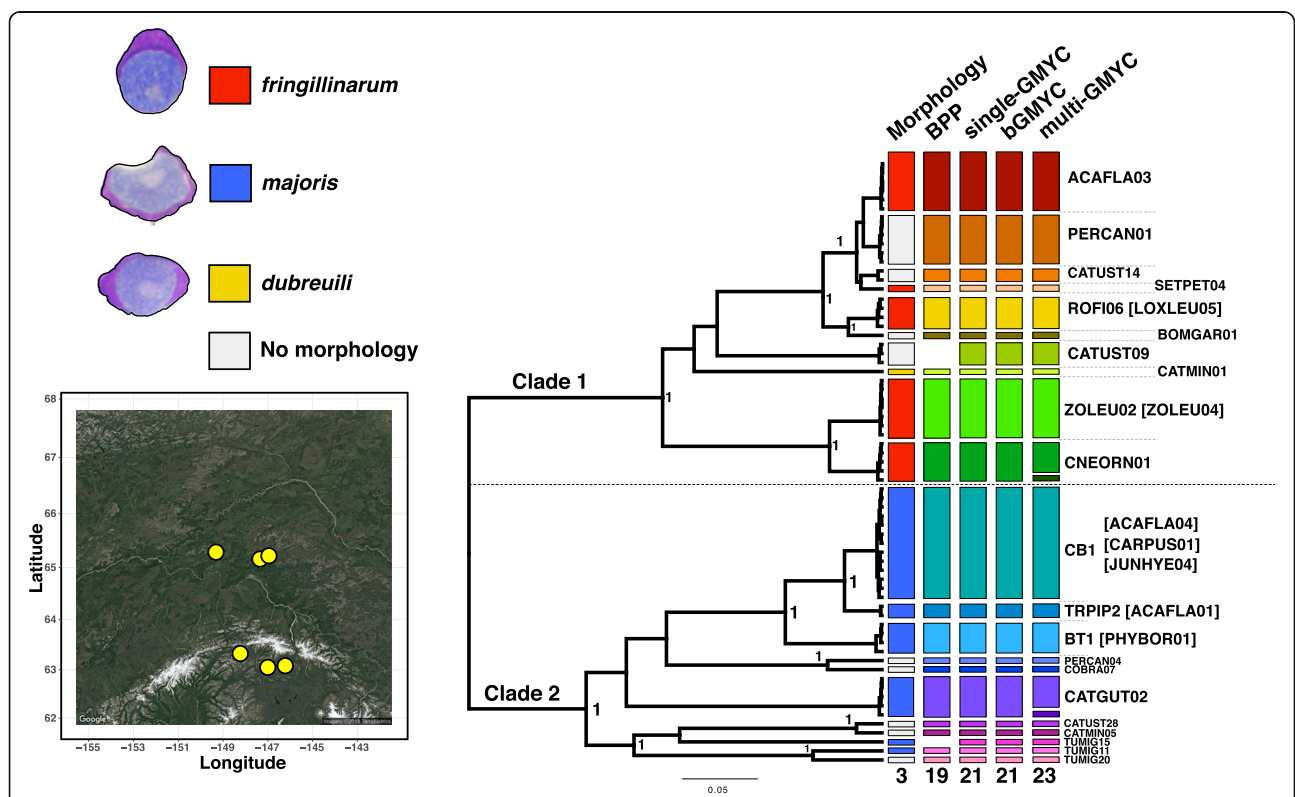 fringillinarum
majoris
dubreuili
No morphology
Morphology
BPP
single-GMYC
bGMYC
multi-GMYC
ACAFLA03
PERCAN01
CATUST14
SETPET04
ROFI06 [LOXLEU05]
BOMGAR01
CATUST09
CATMIN01
ZOLEU02 [ZOLEU04]
CNEORN01
CB1
[ACAFLA04]
[CARPUS01]
[JUNHYE04]
TRPIP2 [ACAFLA01]
BT1 [PHYBOR01]
PERCAN04
COBRA07
CATGUT02
CATUST28
CATMIN05
TUMIG15
TUMIG11
TUMIG20
3 19 21 21 23
Clade 1
Clade 2
1
1
1
1
1
1
1
1
1
1
1
1
0.05
Latitude
68
67
66
65
64
63
62
Google
Imagery ©2019 TerraMetrics
−155 −153 −151 −149 −147 −145 −143
Longitude